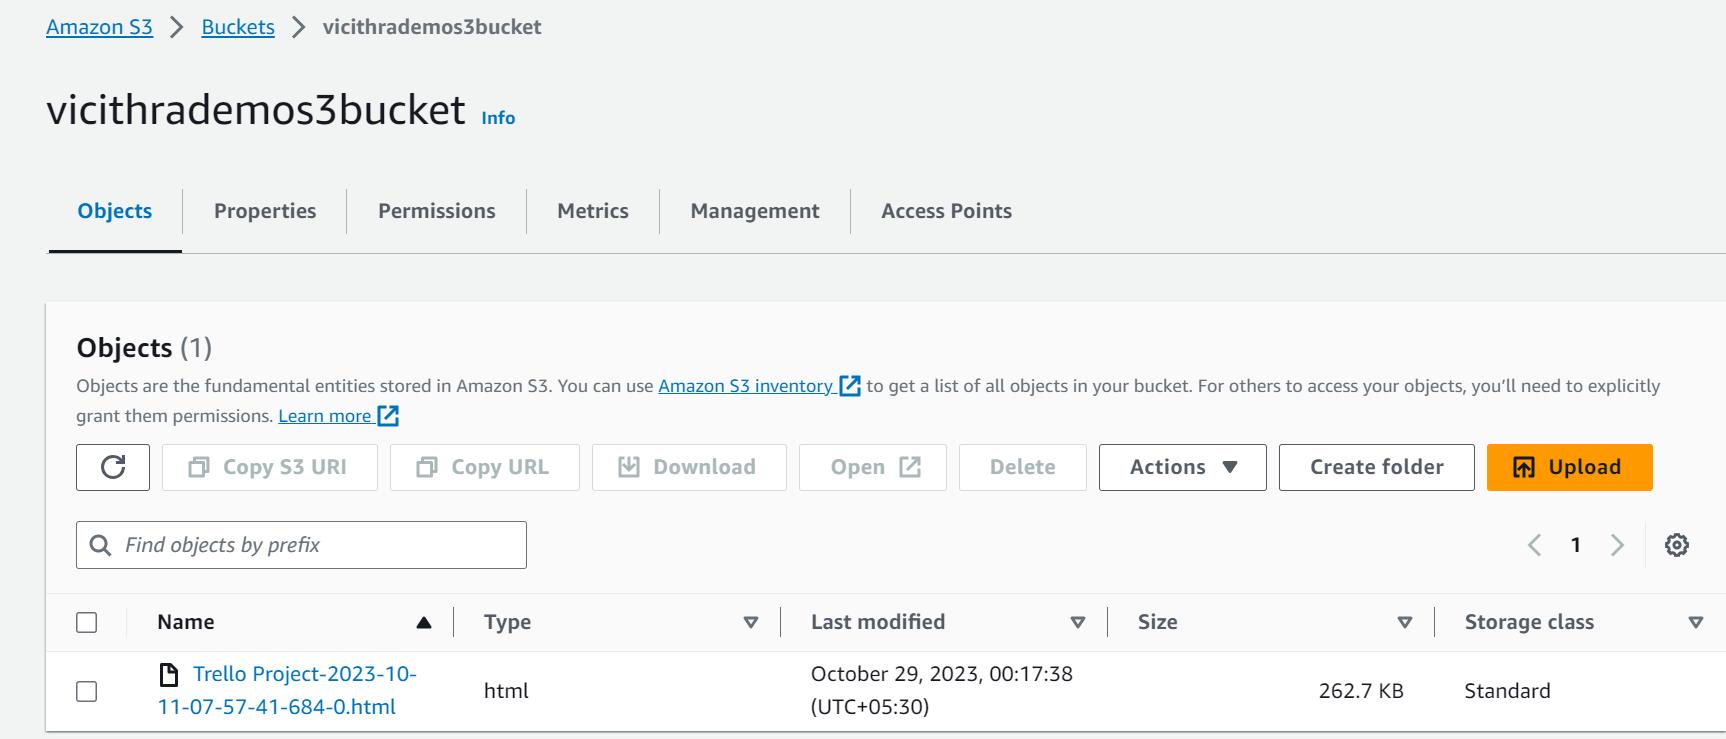 Amazon S3 > Buckets > vicithrademos3bucket
vicithrademos3bucket Info
Objects Properties Permissions Metrics Management Access Points
Objects (1)
Objects are the fundamental entities stored in Amazon S3. You can use Amazon S3 inventory to get a list of all objects in your bucket. For others to access your objects, you’ll need to explicitly
grant them permissions. Learn more
Copy S3 URI Copy URL Download Open Delete Actions Create folder Upload
Find objects by prefix 1
Name Type Last modified Size Storage class
Trello Project-2023-10-
11-07-57-41-684-0.html
html
October 29, 2023, 00:17:38
(UTC+05:30)
262.7 KB
Standard